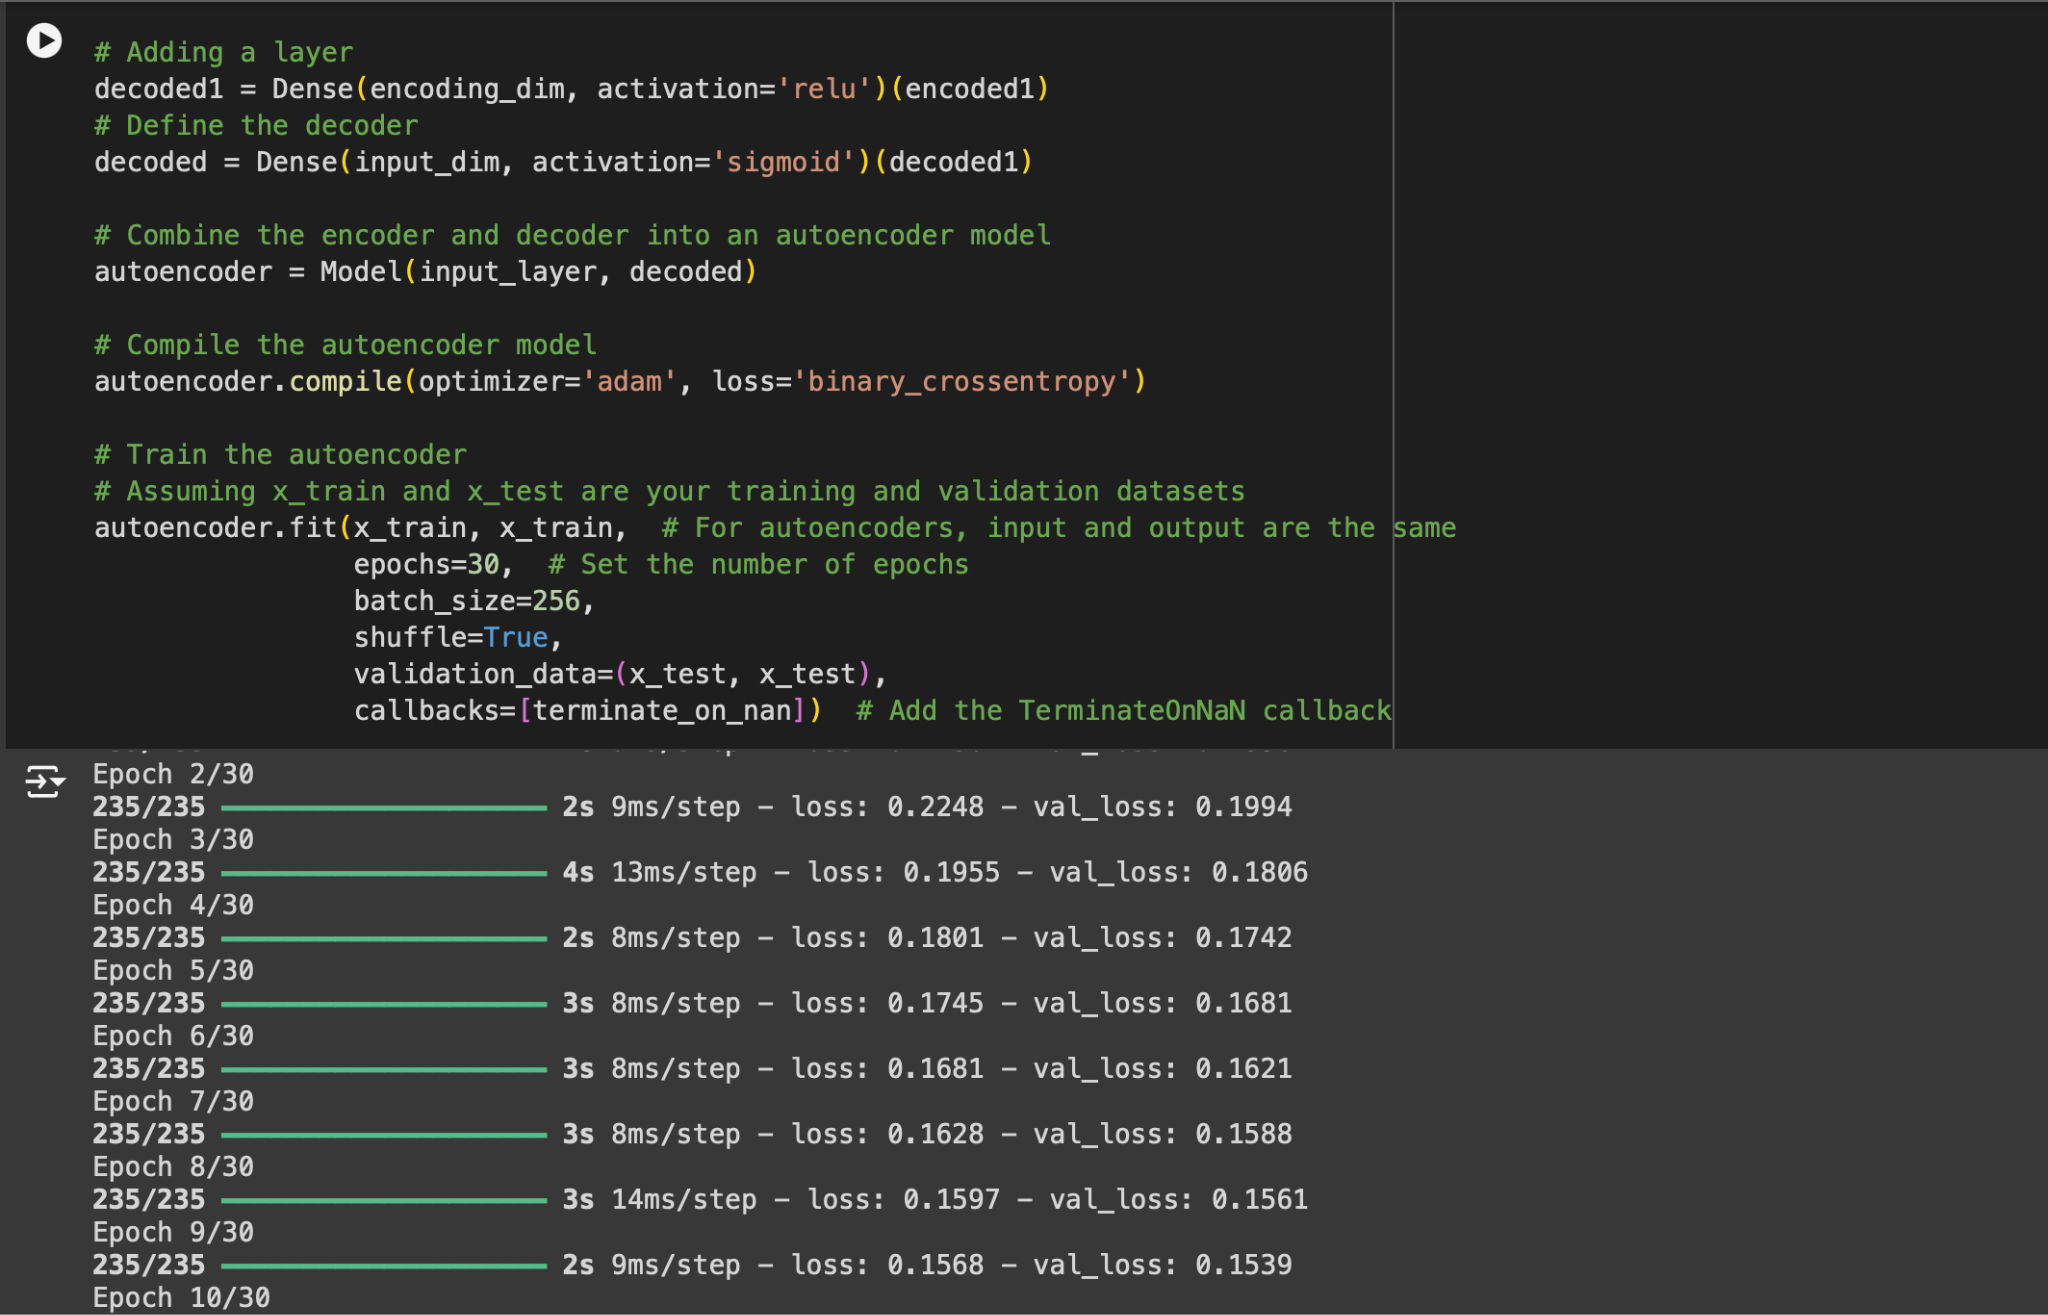 # Adding a layer
decoded1 = Dense(encoding_dim, activation='relu')(encoded1)
# Define the decoder
decoded = Dense(input_dim, activation='sigmoid')(decoded1)
# Combine the encoder and decoder into an autoencoder model
autoencoder = Model(input_layer, decoded)
# Compile the autoencoder model
autoencoder.compile(optimizer='adam', loss='binary_crossentropy')
# Train the autoencoder
# Assuming x_train and x_test are your training and validation datasets
autoencoder.fit(x_train, x_train,  # For autoencoders, input and output are the same
epochs=30,  # Set the number of epochs
batch_size=256,
shuffle=True,
validation_data=(x_test, x_test),
callbacks=[terminate_on_nan])  # Add the TerminateOnNaN callback
Epoch 2/30
235/235 2s 9ms/step – loss: 0.2248 – val_loss: 0.1994
Epoch 3/30
235/235 4s 13ms/step – loss: 0.1955 – val_loss: 0.1806
Epoch 4/30
235/235 2s 8ms/step – loss: 0.1801 – val_loss: 0.1742
Epoch 5/30
235/235 3s 8ms/step – loss: 0.1745 – val_loss: 0.1681
Epoch 6/30
235/235 3s 8ms/step – loss: 0.1681 – val_loss: 0.1621
Epoch 7/30
235/235 3s 8ms/step – loss: 0.1628 – val_loss: 0.1588
Epoch 8/30
235/235 3s 14ms/step – loss: 0.1597 – val_loss: 0.1561
Epoch 9/30
235/235 2s 9ms/step – loss: 0.1568 – val_loss: 0.1539
Epoch 10/30